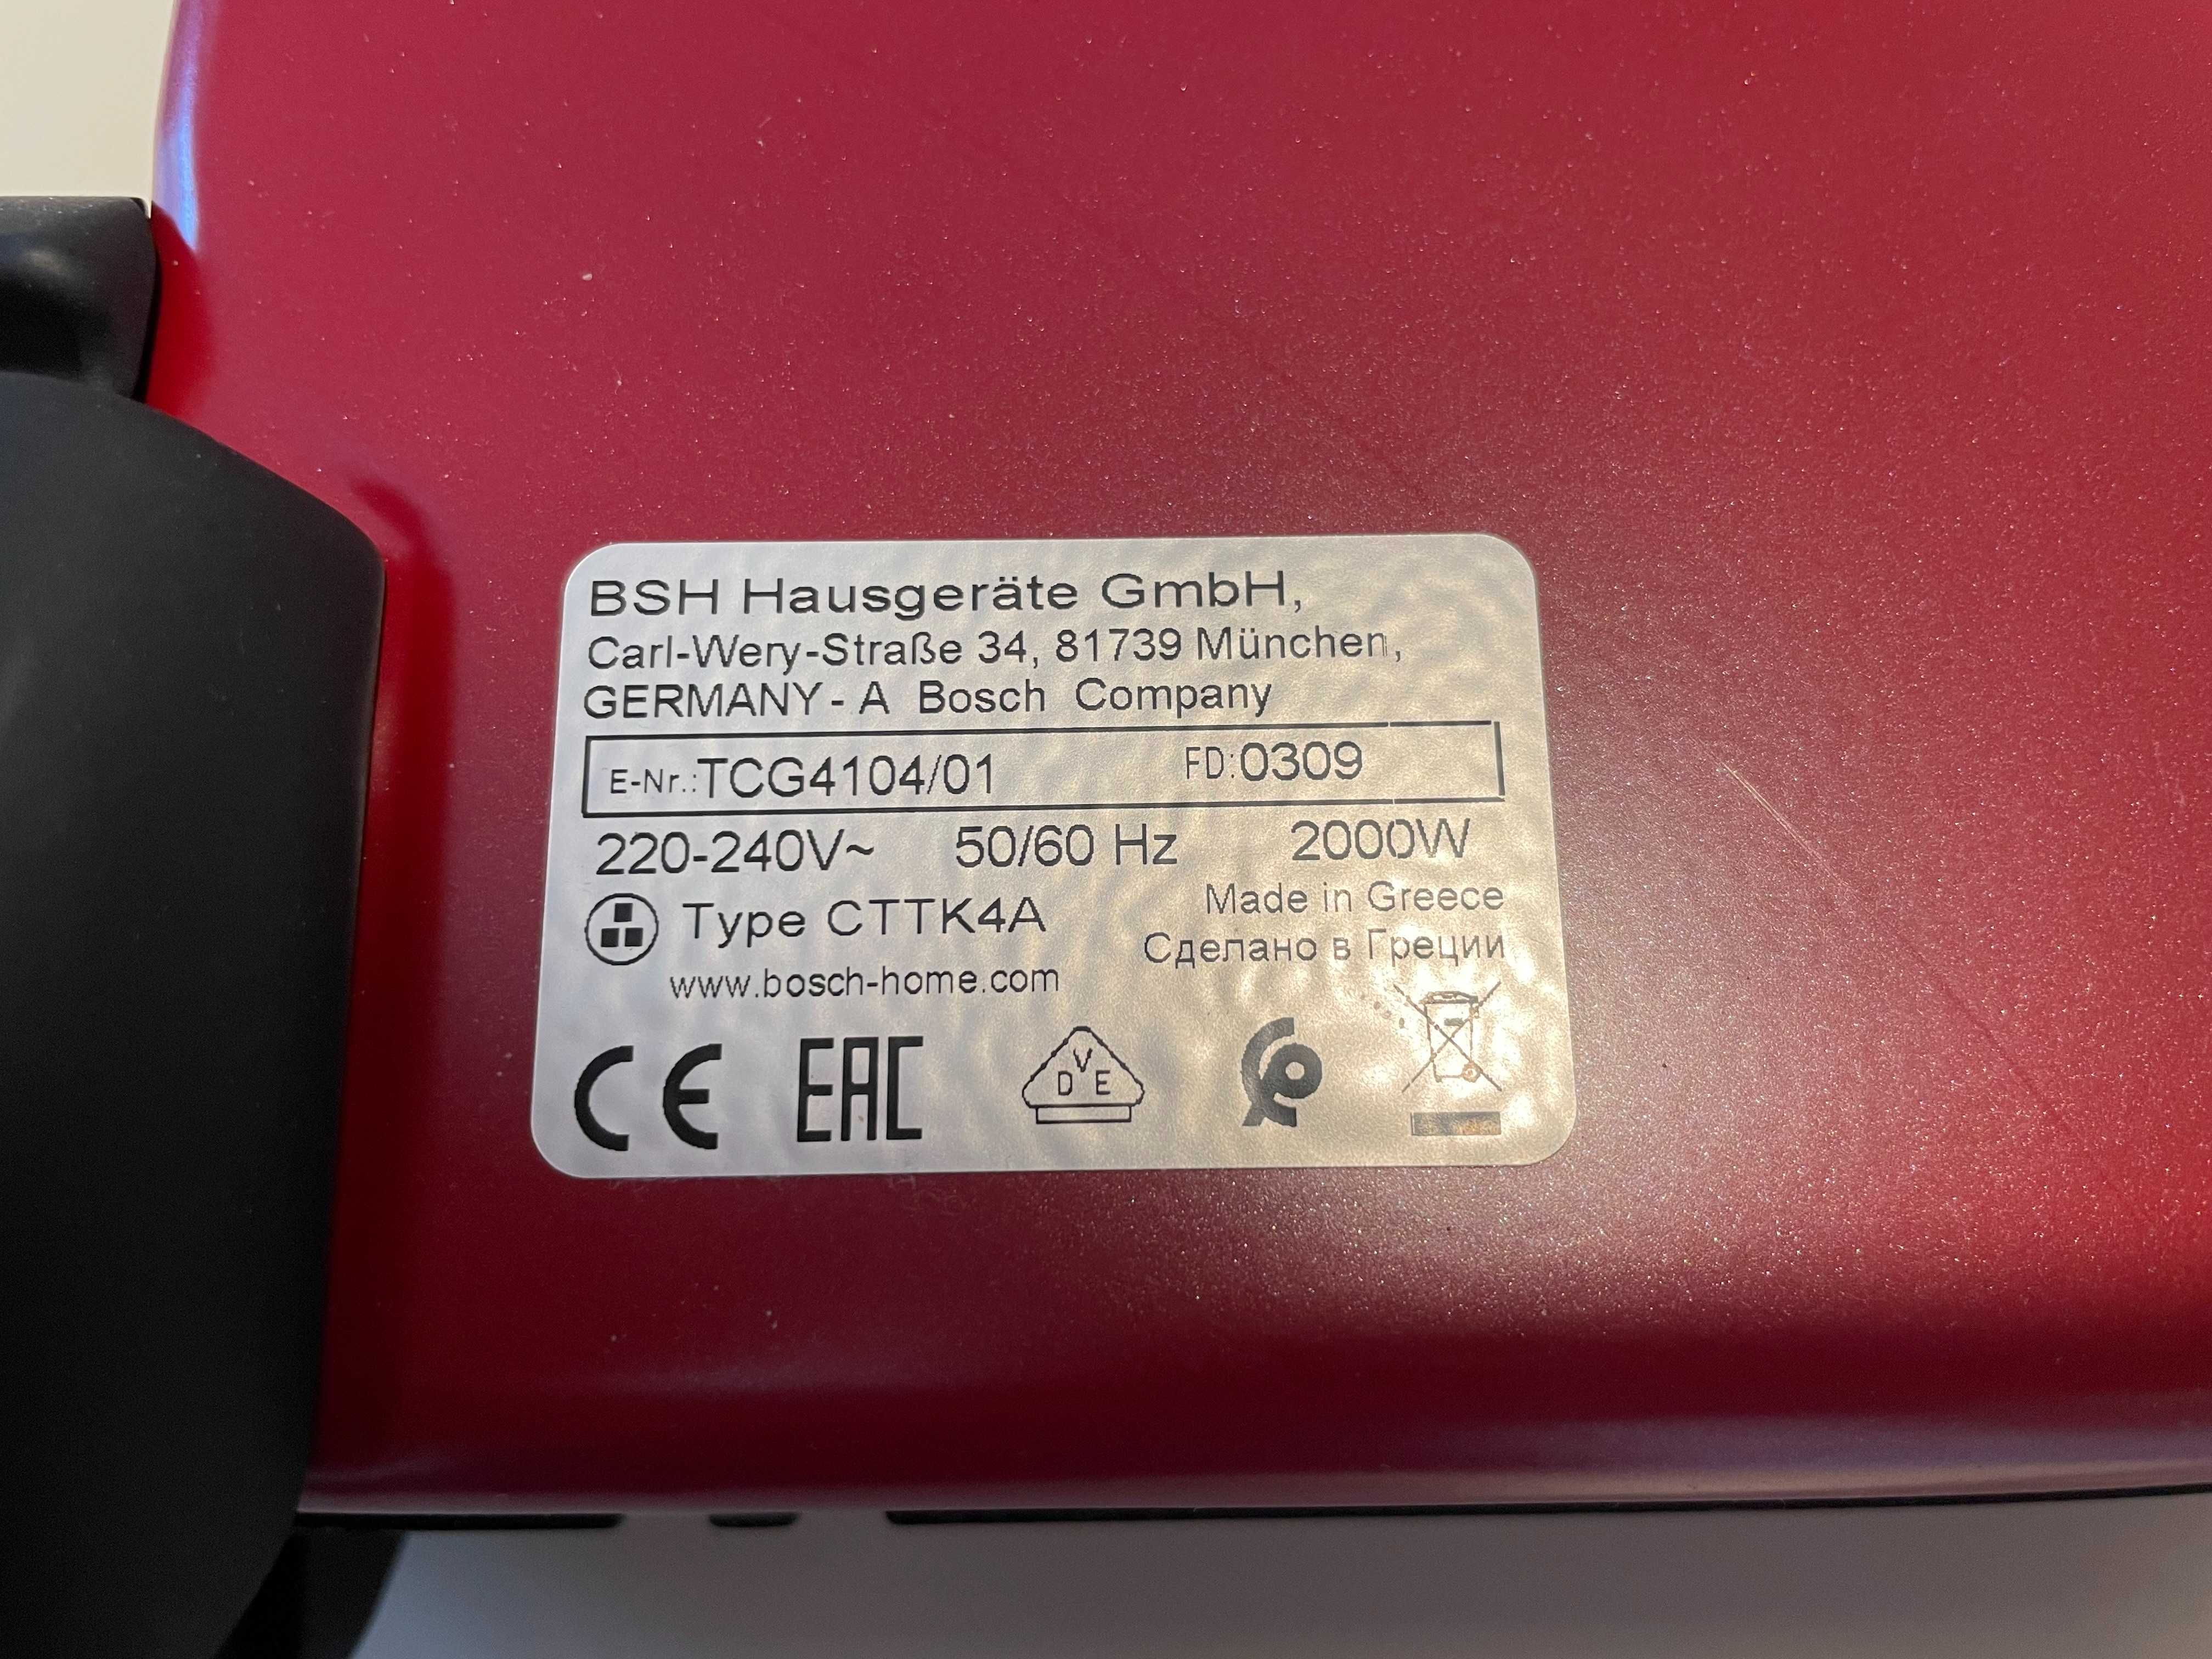 BSH Hausgeräte GmbH,
Carl-Wery-Straße 34, 81739 München,
GERMANY - A Bosch Company
E-Nr.:TCG4104/01 FD:0309
220-240V~ 50/60 Hz 2000W
Type CTTK4A Made in Greece
Сделано в Греции
www.bosch-home.com
CE EAC VDE